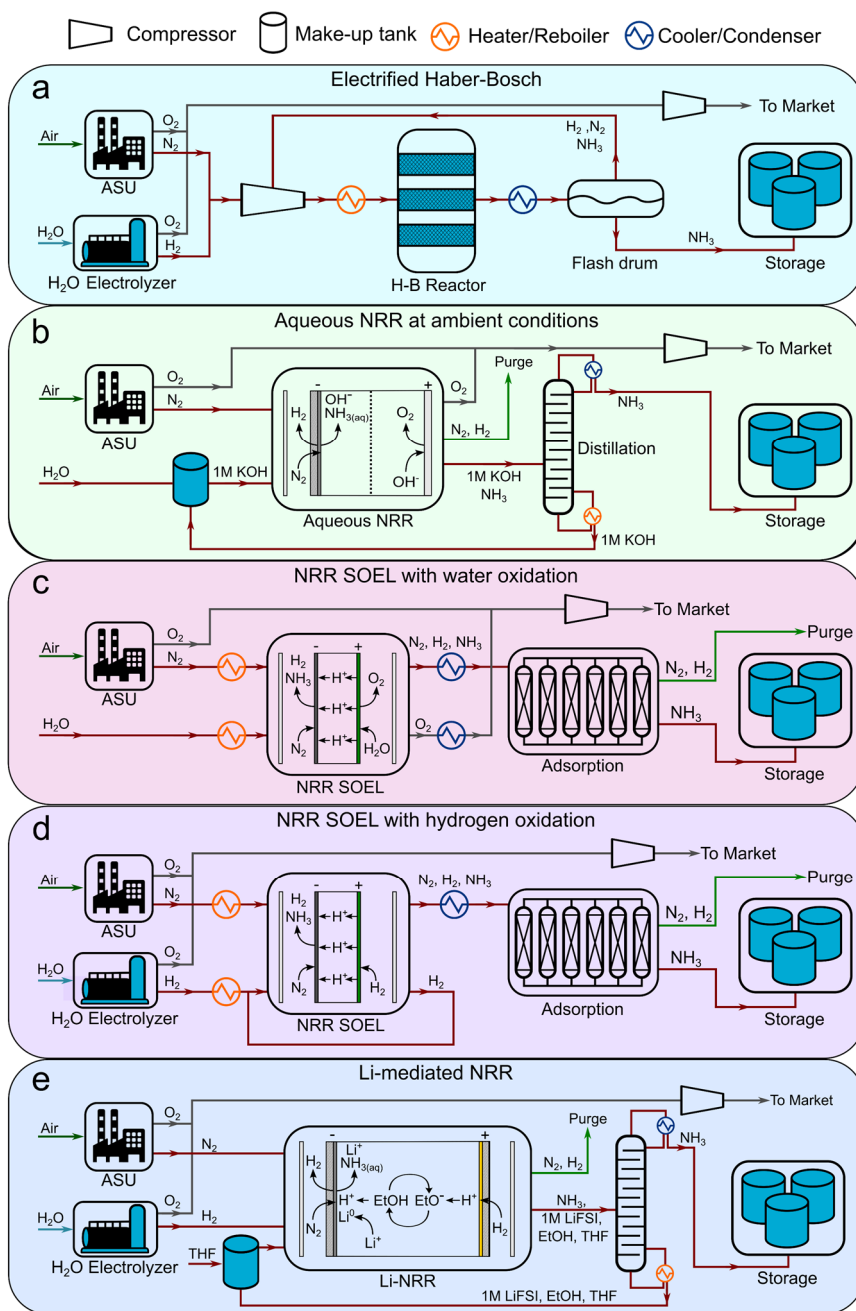 Compressor
Make-up tank
Heater/Reboiler
Cooler/Condenser
a
Electrified Haber-Bosch
Air
O₂
N₂
ASU
H₂O
O₂
H₂
H₂O Electrolyzer
H-B Reactor
H₂ ,N₂
NH₃
Flash drum
NH₃
To Market
Storage
b
Aqueous NRR at ambient conditions
Air
O₂
N₂
ASU
H₂O
1M KOH
-
+
OH⁻
H₂
NH₃(aq)
N₂
O₂
OH⁻
Aqueous NRR
O₂
N₂, H₂
Purge
1M KOH
NH₃
Distillation
NH₃
1M KOH
To Market
Storage
c
NRR SOEL with water oxidation
Air
O₂
N₂
ASU
H₂O
-
+
H₂
NH₃
H⁺
O₂
H⁺
N₂
H⁺
H₂O
NRR SOEL
N₂, H₂, NH₃
O₂
Adsorption
To Market
Purge
N₂, H₂
NH₃
Storage
d
NRR SOEL with hydrogen oxidation
Air
O₂
N₂
ASU
H₂O
O₂
H₂
H₂O Electrolyzer
-
+
H₂
NH₃
H⁺
H⁺
N₂
H⁺
H₂
NRR SOEL
N₂, H₂, NH₃
H₂
Adsorption
To Market
Purge
N₂, H₂
NH₃
Storage
e
Li-mediated NRR
Air
O₂
N₂
ASU
H₂O
O₂
H₂
H₂O Electrolyzer
THF
-
+
Li⁺
H₂
NH₃(aq)
H⁺
EtOH
EtO⁻
H⁺
N₂
Li⁰
Li⁺
H₂
Li-NRR
Purge
N₂, H₂
NH₃,
1M LiFSI,
EtOH, THF
1M LiFSI, EtOH, THF
NH₃
To Market
Storage